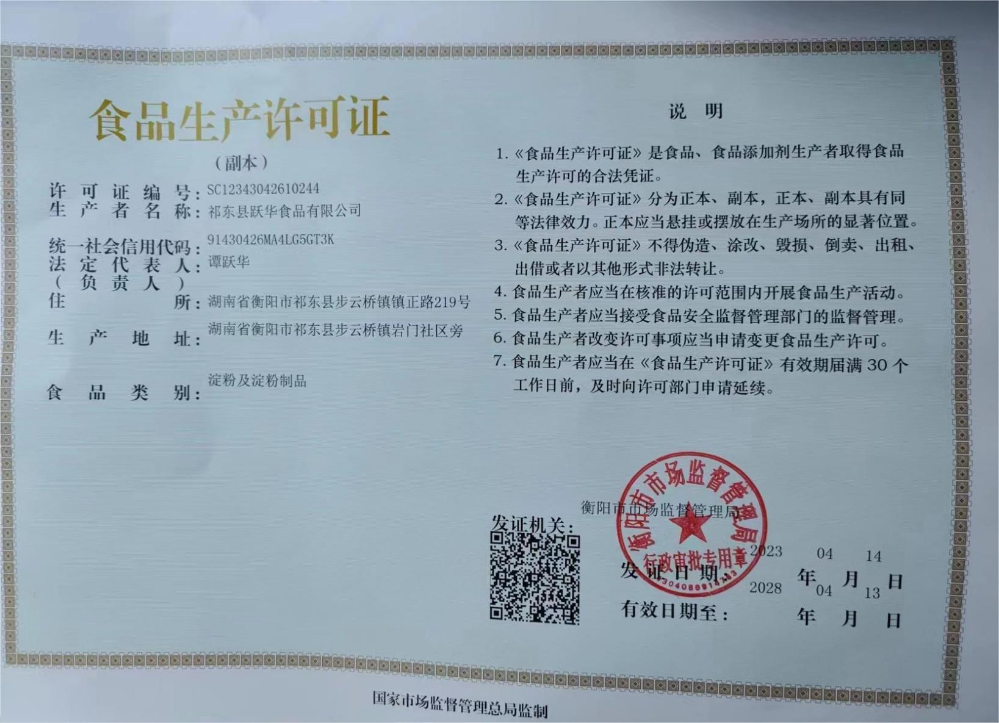 食品生产许可证
（副本）
许可证编号：SC12343042610244
生产者名称：祁东县跃华食品有限公司
统一社会信用代码：91430426MA4LG5GT3K
法定代表人：谭跃华
（负责人）
住所：湖南省衡阳市祁东县步云桥镇镇正路219号
生产地址：湖南省衡阳市祁东县步云桥镇岩门社区旁
食品类别：淀粉及淀粉制品
说明
1.《食品生产许可证》是食品、食品添加剂生产者取得食品
生产许可的合法凭证。
2.《食品生产许可证》分为正本、副本，正本、副本具有同
等法律效力。正本应当悬挂或摆放在生产场所的显著位置。
3.《食品生产许可证》不得伪造、涂改、毁损、倒卖、出租、
出借或者以其他形式非法转让。
4.食品生产者应当在核准的许可范围内开展食品生产活动。
5.食品生产者应当接受食品安全监督管理部门的监督管理。
6.食品生产者改变许可事项应当申请变更食品生产许可。
7.食品生产者应当在《食品生产许可证》有效期届满 30 个
工作日前，及时向许可部门申请延续。
发证机关：衡阳市市场监督管理局
衡阳市市场监督管理局
行政审批专用章
发证日期：2023年04月14日
有效日期至：2028年04月13日
国家市场监督管理总局监制